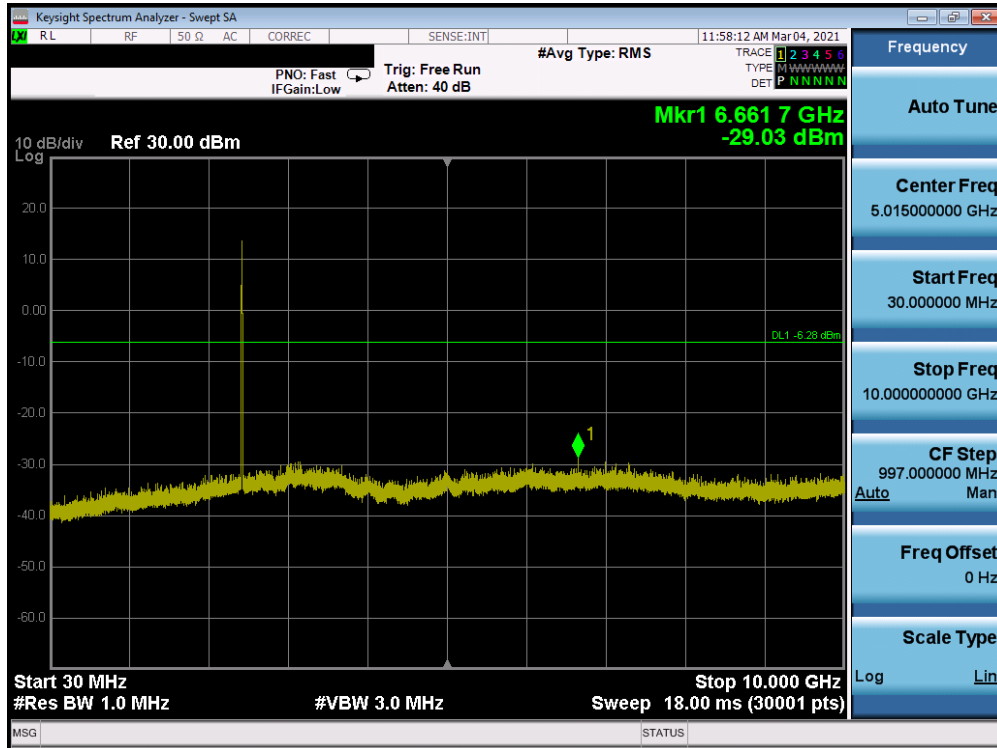 Keysight Spectrum Analyzer - Swept SA
LXI RL RF 50 Ω AC CORREC SENSE:INT 11:58:12 AM Mar 04, 2021
PNO: Fast
IFGain:Low
Trig: Free Run
Atten: 40 dB
#Avg Type: RMS
TRACE 1 2 3 4 5 6
TYPE M WWWWW
DET P N N N N N
Mkr1 6.661 7 GHz
-29.03 dBm
10 dB/div Ref 30.00 dBm
Log
20.0
10.0
0.00
DL1 -6.28 dBm
-10.0
-20.0
1
-30.0
-40.0
-50.0
-60.0
Start 30 MHz Stop 10.000 GHz
#Res BW 1.0 MHz #VBW 3.0 MHz Sweep 18.00 ms (30001 pts)
MSG STATUS
Frequency
Auto Tune
Center Freq
5.015000000 GHz
Start Freq
30.000000 MHz
Stop Freq
10.000000000 GHz
CF Step
997.000000 MHz
Auto Man
Freq Offset
0 Hz
Scale Type
Log Lin